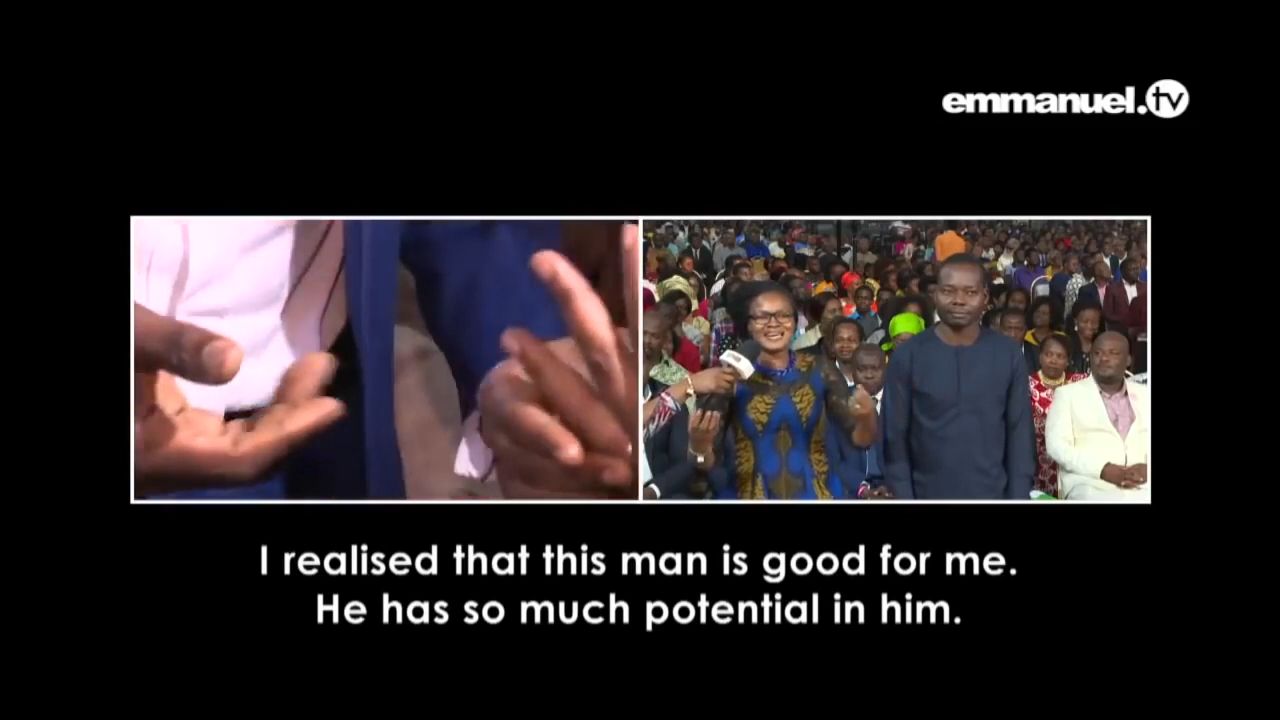 emmanuel.tv
I realised that this man is good for me.
He has so much potential in him.